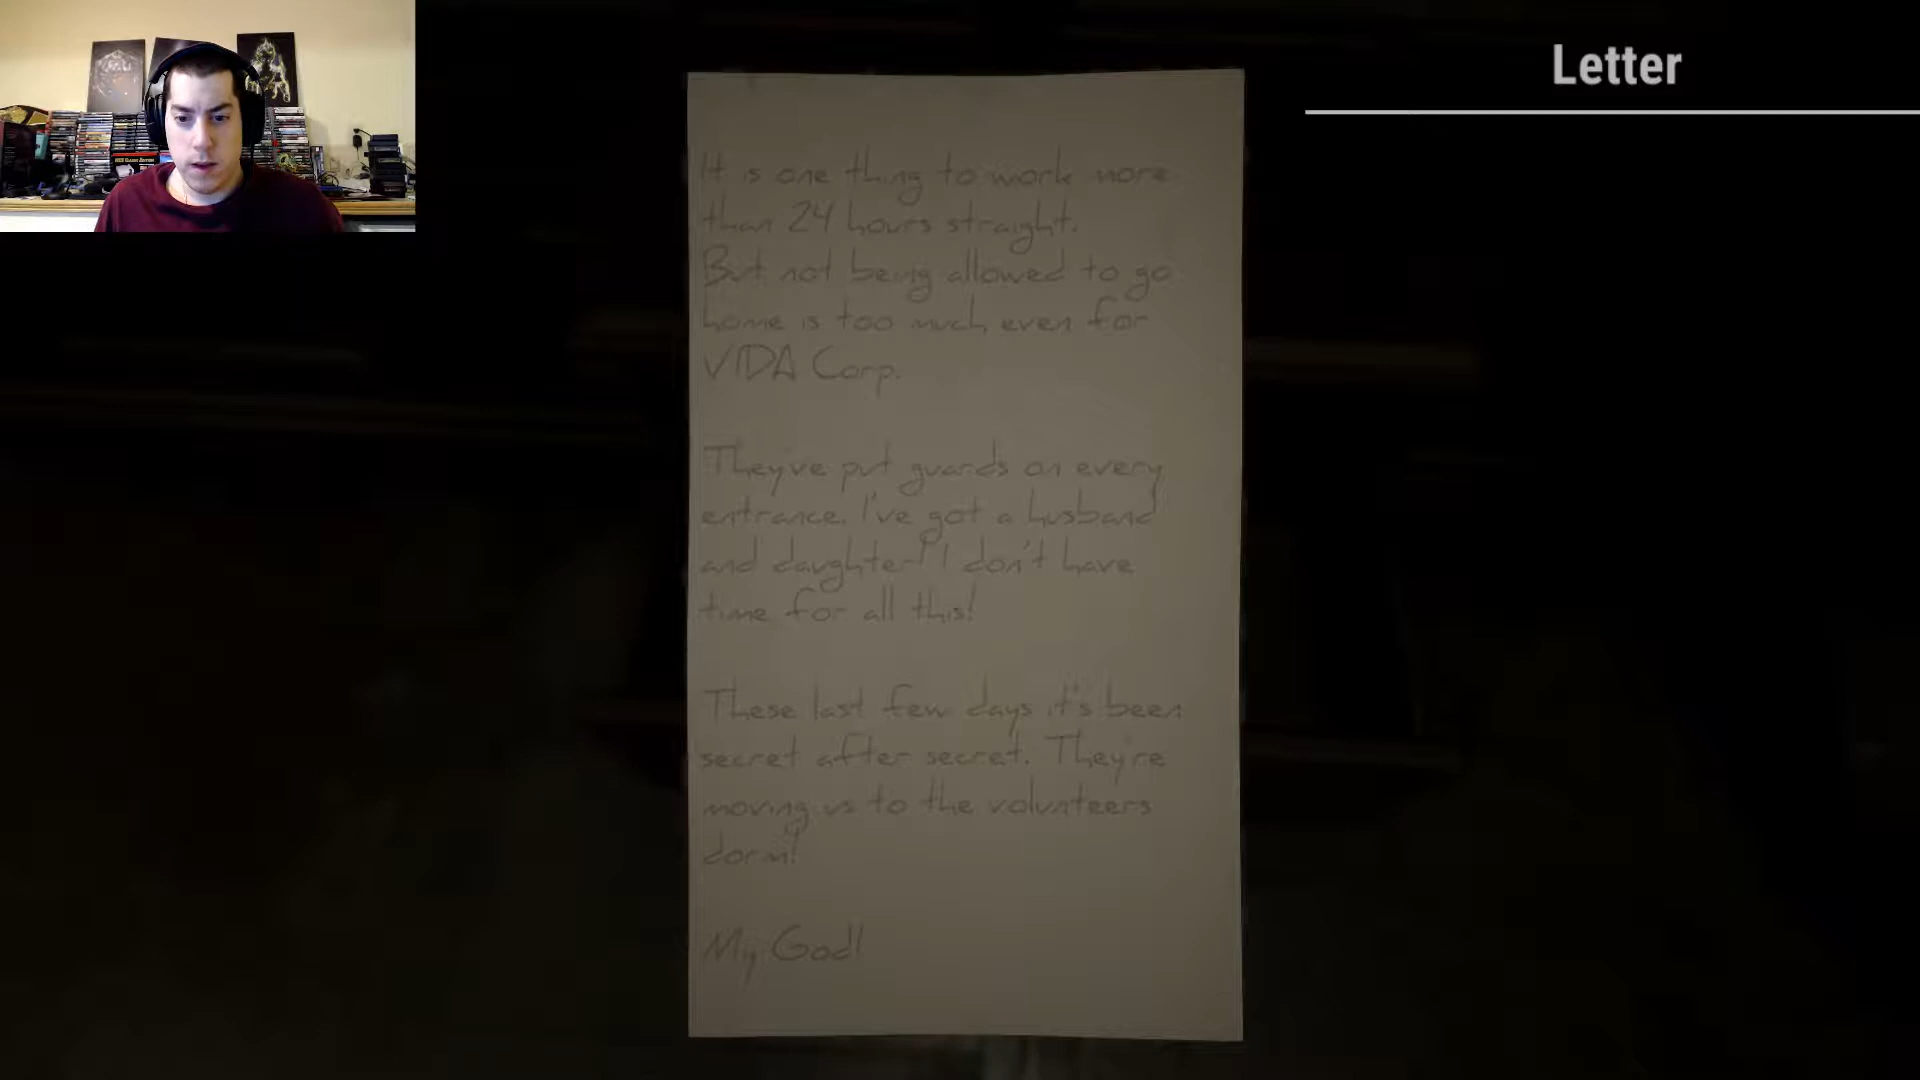 Letter
It is one thing to work more
than 24 hours straight.
But not being allowed to go
home is too much, even for
VIDA Corp.
They've put guards on every
entrance. I've got a husband
and daughter! I don't have
time for all this!
These last few days it's been
secret after secret. They're
moving us to the volunteers
dorm!
My God!